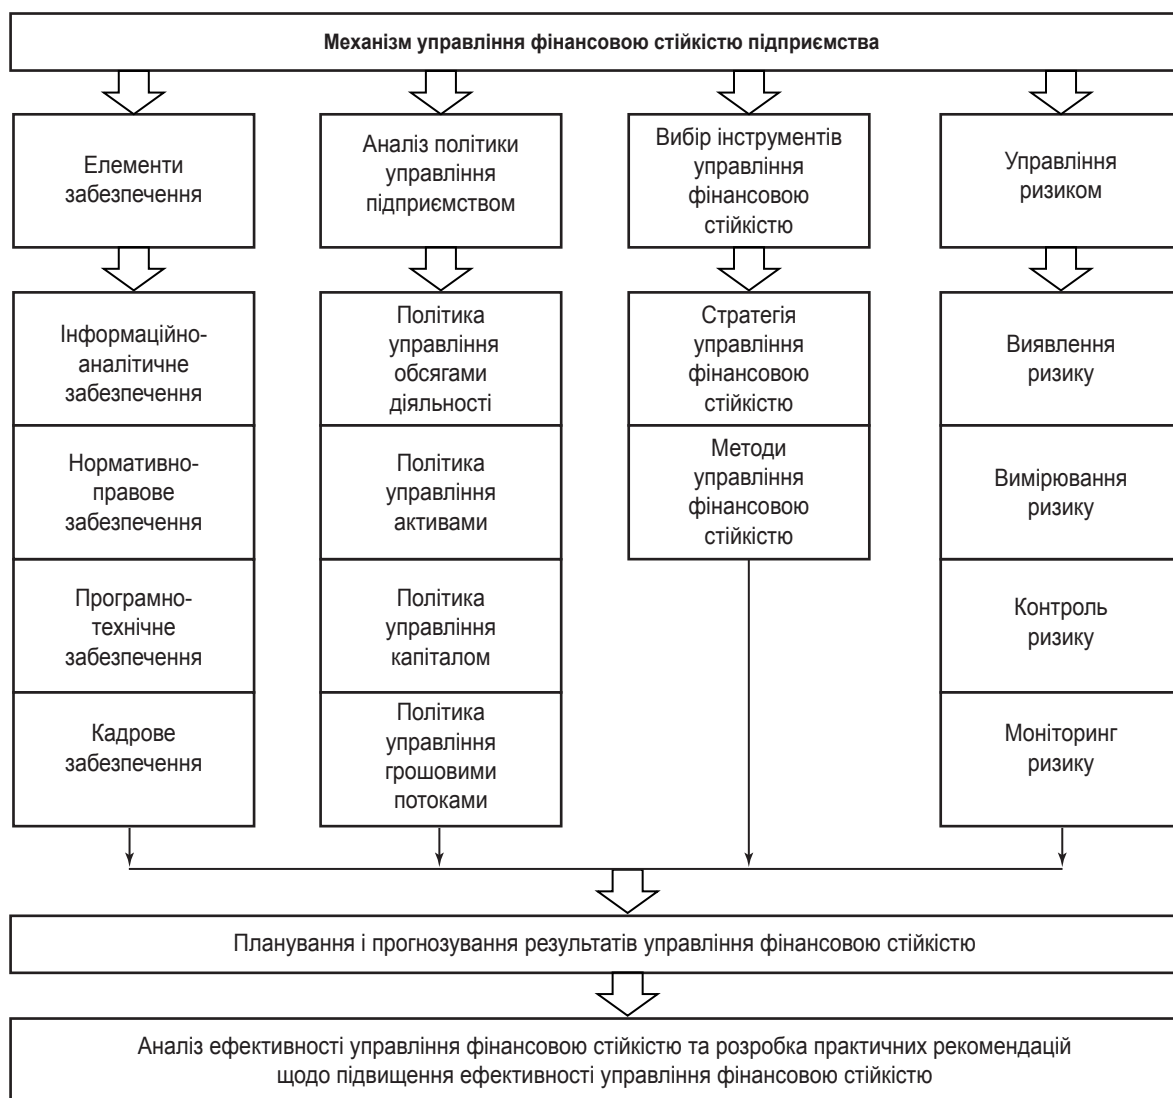 Механізм управління фінансовою стійкістю підприємства
Елементи
забезпечення
Аналіз політики
управління
підприємством
Вибір інструментів
управління
фінансовою
стійкістю
Управління
ризиком
Інформаційно-
аналітичне
забезпечення
Політика
управління
обсягами
діяльності
Стратегія
управління
фінансовою
стійкістю
Виявлення
ризику
Нормативно-
правове
забезпечення
Політика
управління
активами
Методи
управління
фінансовою
стійкістю
Вимірювання
ризику
Програмно-
технічне
забезпечення
Політика
управління
капіталом
Контроль
ризику
Кадрове
забезпечення
Політика
управління
грошовими
потоками
Моніторинг
ризику
Планування і прогнозування результатів управління фінансовою стійкістю
Аналіз ефективності управління фінансовою стійкістю та розробка практичних рекомендацій
щодо підвищення ефективності управління фінансовою стійкістю